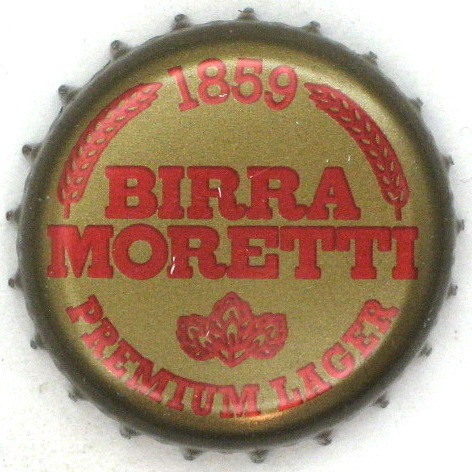 1859
BIRRA
MORETTI
PREMIUM LAGER